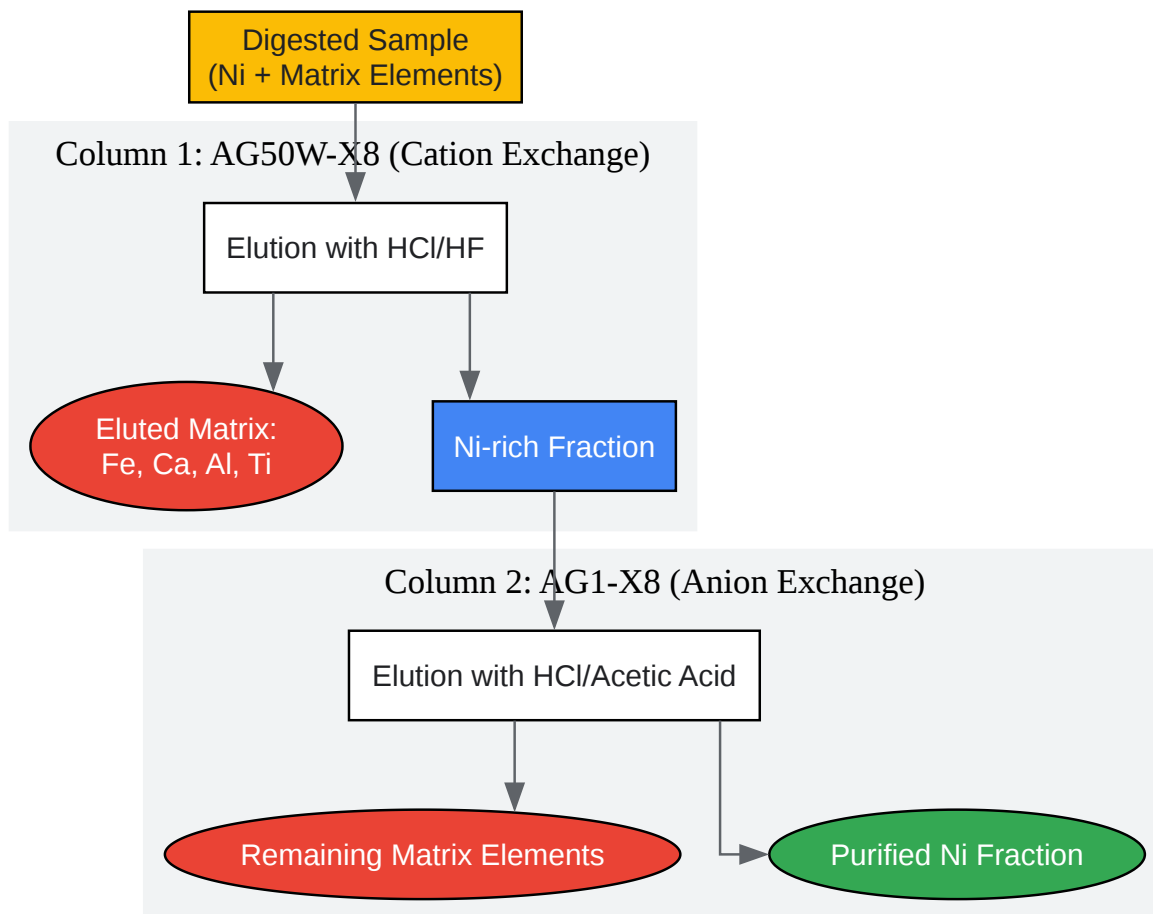 Digested Sample
(Ni + Matrix Elements)
Column 1: AG50W-X8 (Cation Exchange)
Elution with HCl/HF
Eluted Matrix:
Fe, Ca, Al, Ti
Ni-rich Fraction
Column 2: AG1-X8 (Anion Exchange)
Elution with HCl/Acetic Acid
Remaining Matrix Elements
Purified Ni Fraction